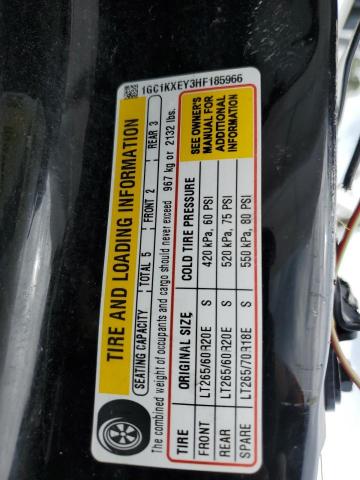 1GC1KXEY3HF185966
TIRE AND LOADING INFORMATION
SEATING CAPACITY TOTAL 5 FRONT 2 REAR 3
The combined weight of occupants and cargo should never exceed 967 kg or 2132 lbs.
TIRE ORIGINAL SIZE COLD TIRE PRESSURE
FRONT LT265/60R20E S 420 kPa, 60 PSI
REAR LT265/60R20E S 520 kPa, 75 PSI
SPARE LT265/70R18E S 550 kPa, 80 PSI
SEE OWNER'S
MANUAL FOR
ADDITIONAL
INFORMATION